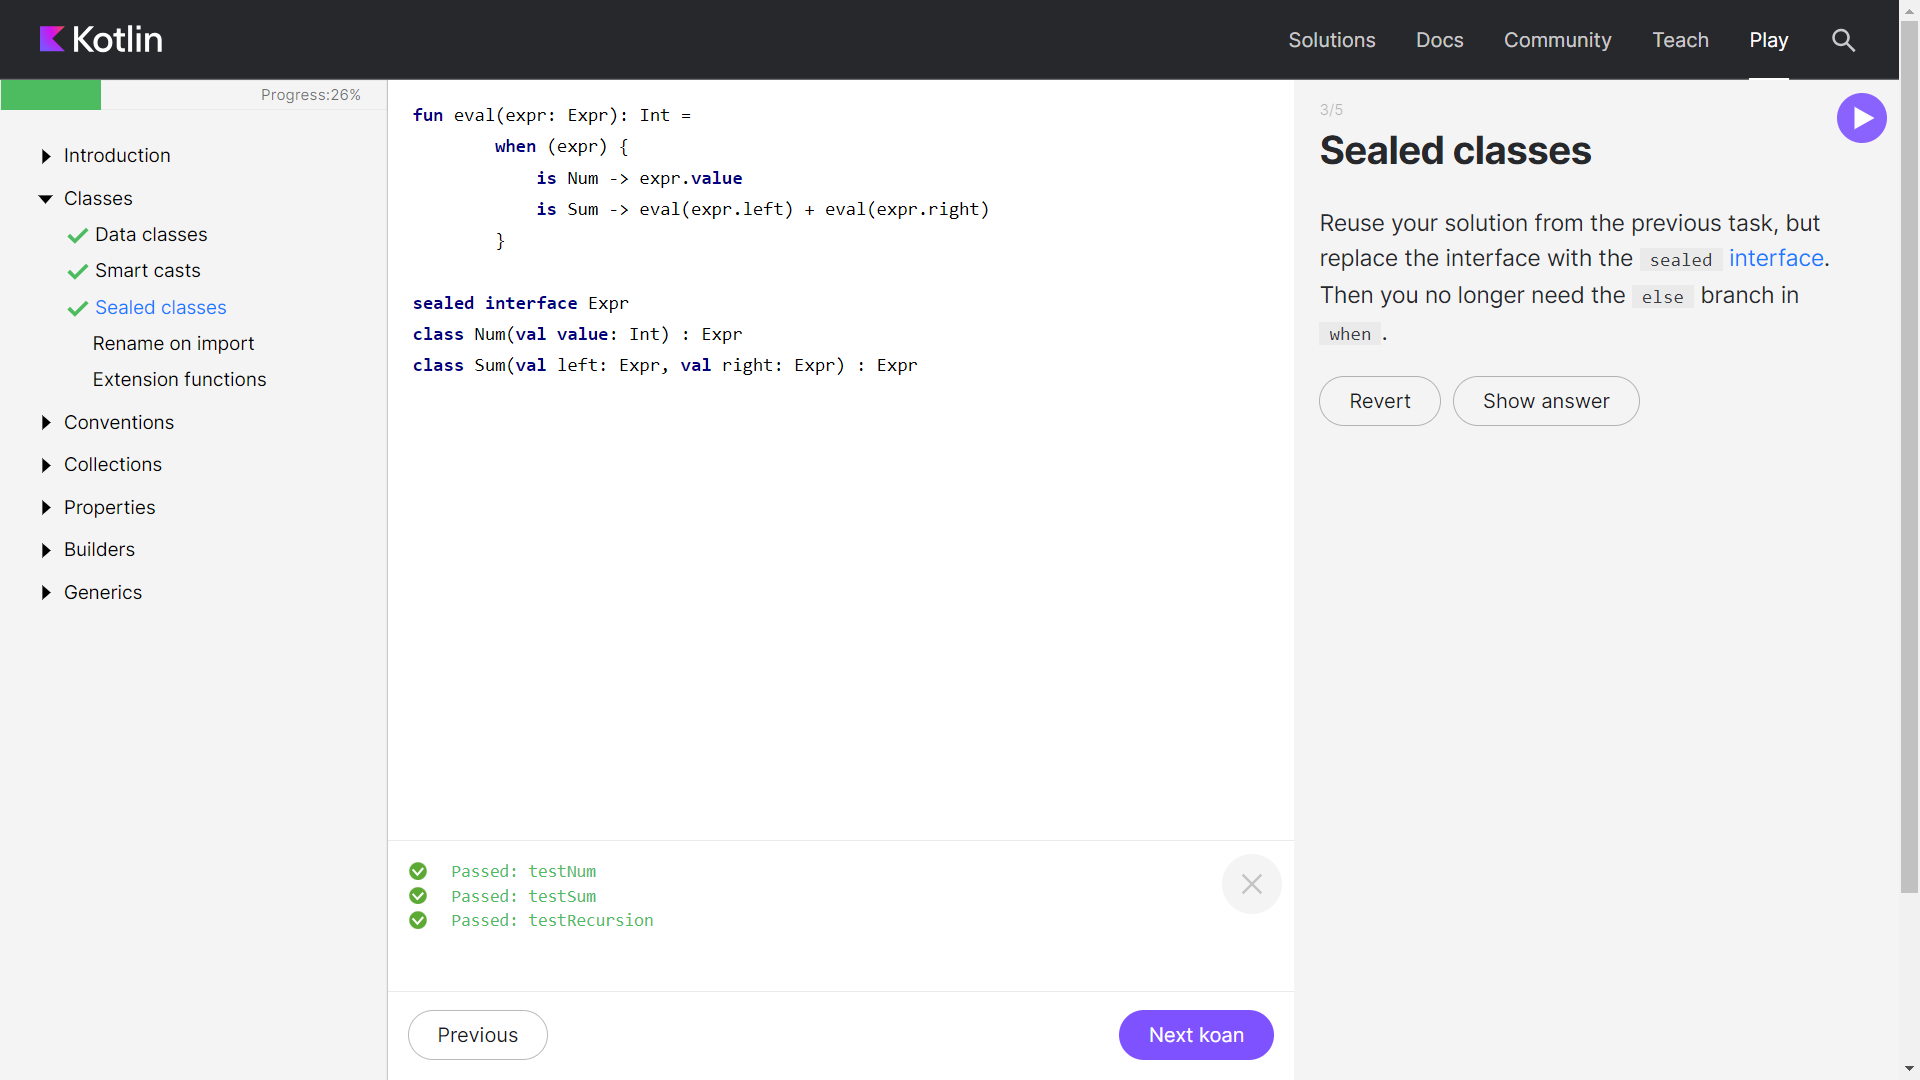 Kotlin
Solutions
Docs
Community
Teach
Play
Progress:26%
Introduction
Classes
Data classes
Smart casts
Sealed classes
Rename on import
Extension functions
Conventions
Collections
Properties
Builders
Generics
fun eval(expr: Expr): Int =
        when (expr) {
            is Num -> expr.value
            is Sum -> eval(expr.left) + eval(expr.right)
        }
sealed interface Expr
class Num(val value: Int) : Expr
class Sum(val left: Expr, val right: Expr) : Expr
Passed: testNum
Passed: testSum
Passed: testRecursion
Previous
Next koan
3/5
Sealed classes
Reuse your solution from the previous task, but
replace the interface with the sealed interface.
Then you no longer need the else branch in
when.
Revert
Show answer